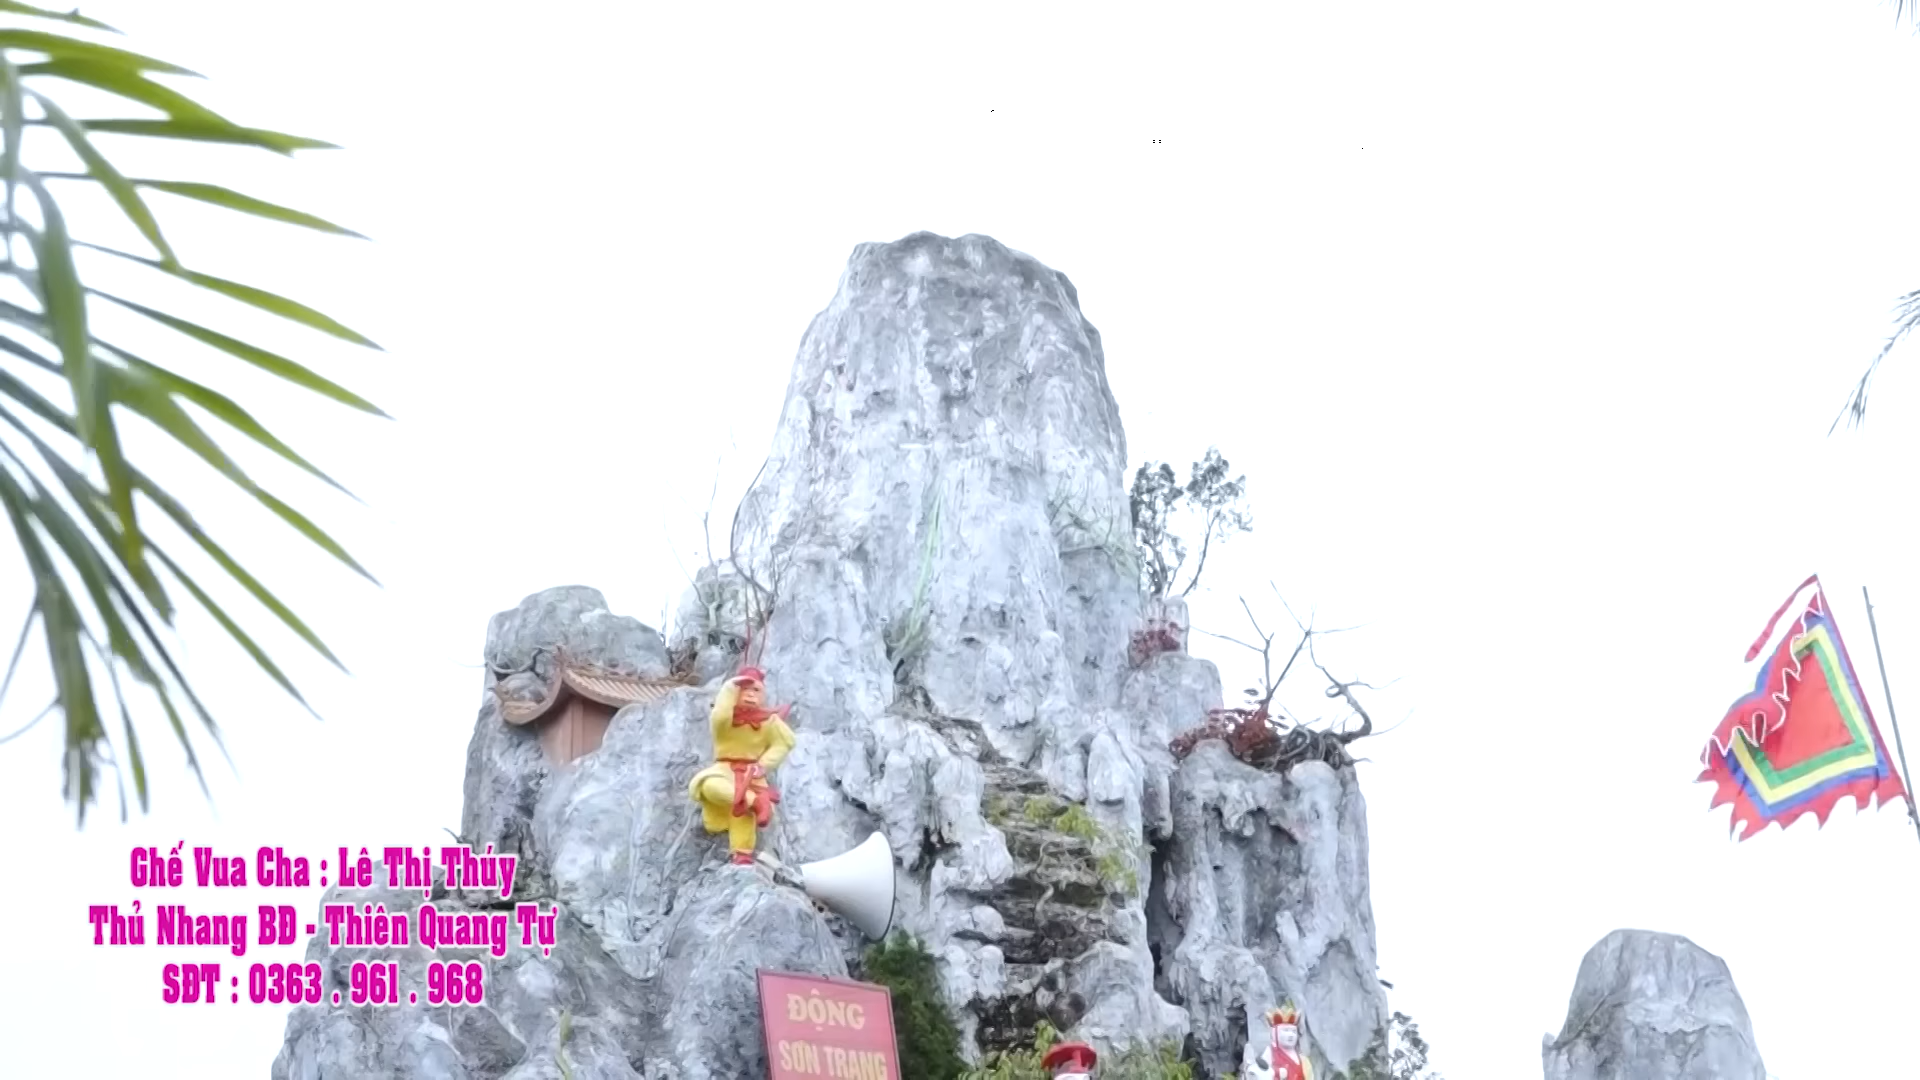 Ghế Vua Cha : Lê Thị Thúy
Thủ Nhang BĐ - Thiên Quang Tự
SĐT : 0363 . 961 . 968
ĐỘNG
SƠN TRANG